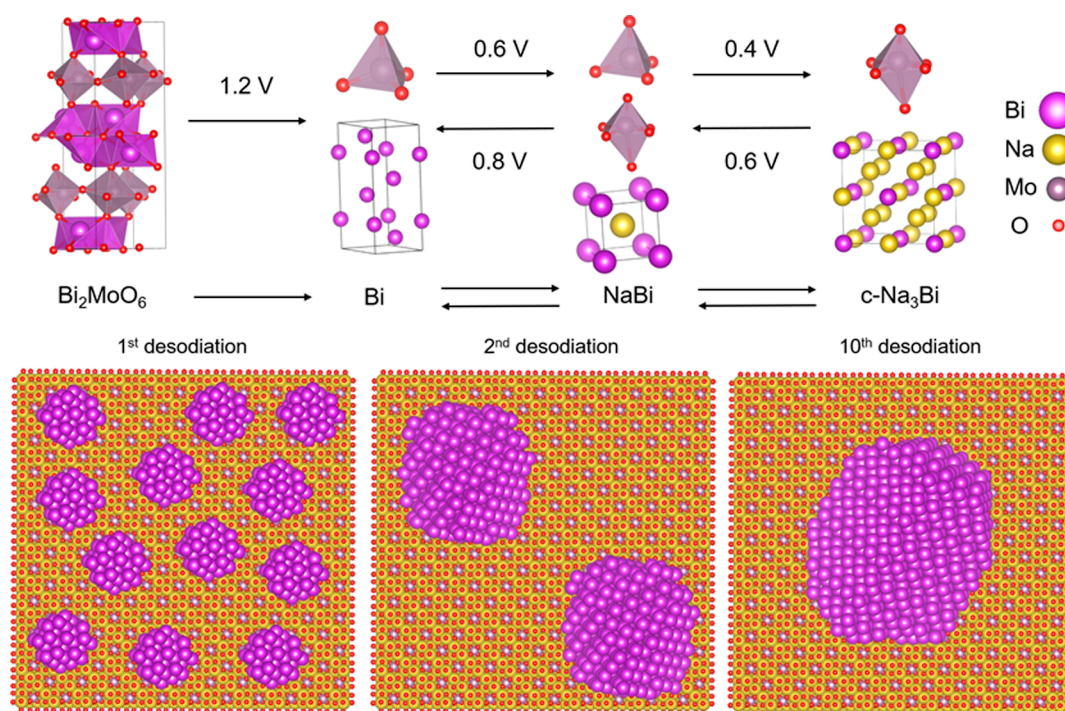 1.2 V
0.6 V
0.4 V
0.8 V
0.6 V
Bi
Na
Mo
O
Bi₂MoO₆
Bi
NaBi
c-Na₃Bi
1ˢᵗ desodiation
2ⁿᵈ desodiation
10ᵗʰ desodiation